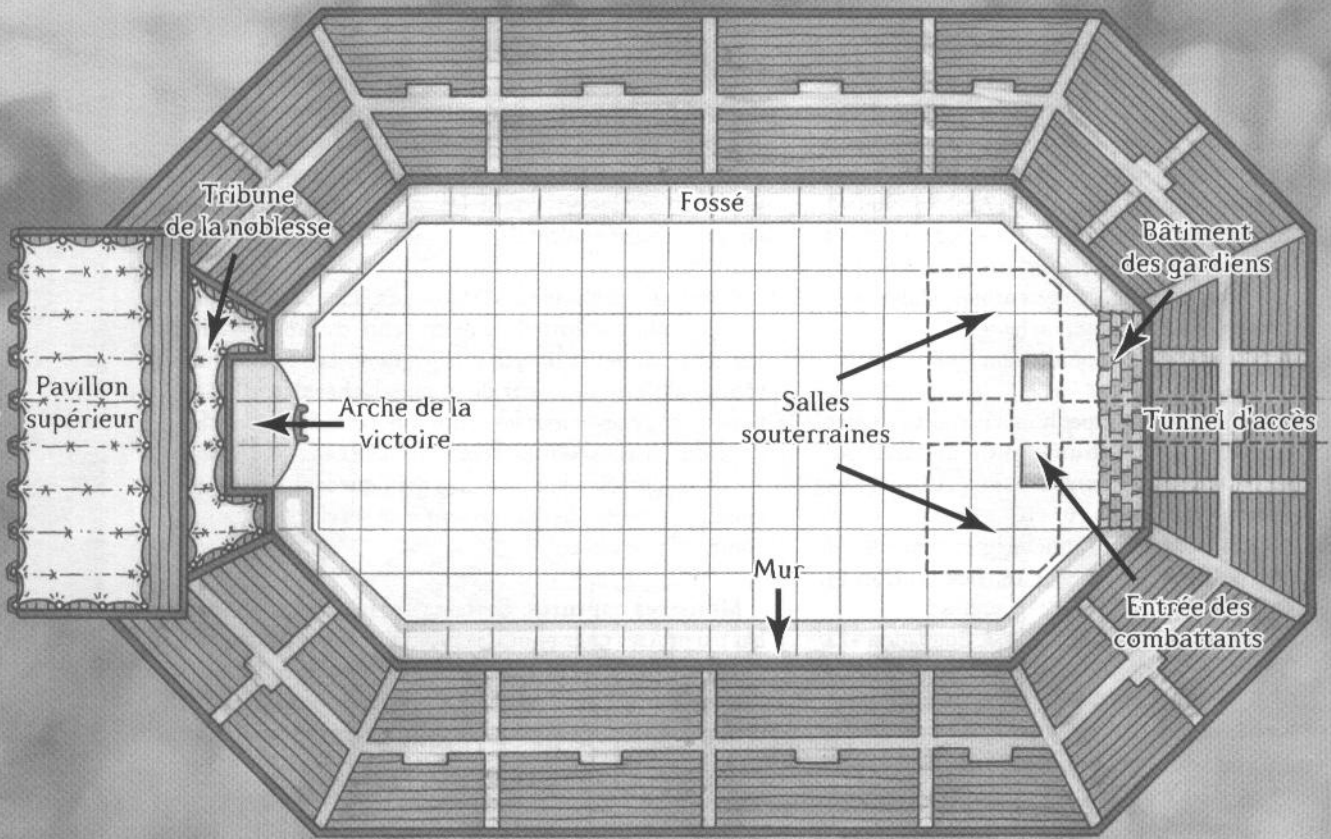 Tribune
de la noblesse
Fossé
Bâtiment
des gardiens
Pavillon
supérieur
Arche de la
victoire
Salles
souterraines
Tunnel d'accès
Mur
Entrée des
combattants